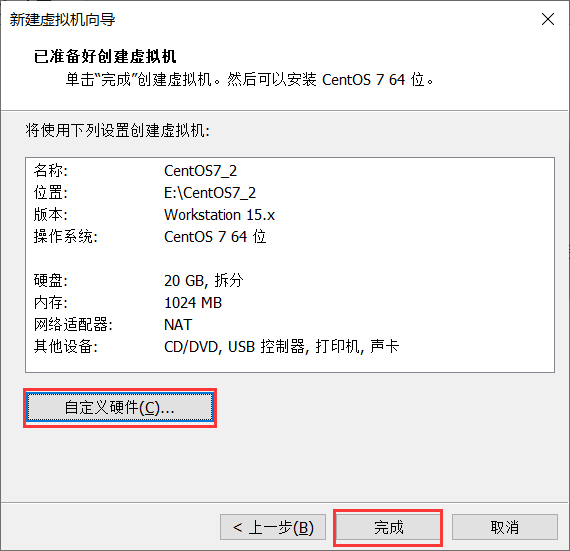 新建虚拟机向导
已准备好创建虚拟机
单击“完成”创建虚拟机。然后可以安装 CentOS 7 64 位。
将使用下列设置创建虚拟机:
名称: CentOS7_2
位置: E:\CentOS7_2
版本: Workstation 15.x
操作系统: CentOS 7 64 位
硬盘: 20 GB, 拆分
内存: 1024 MB
网络适配器: NAT
其他设备: CD/DVD, USB 控制器, 打印机, 声卡
自定义硬件(C)...
< 上一步(B) 完成 取消